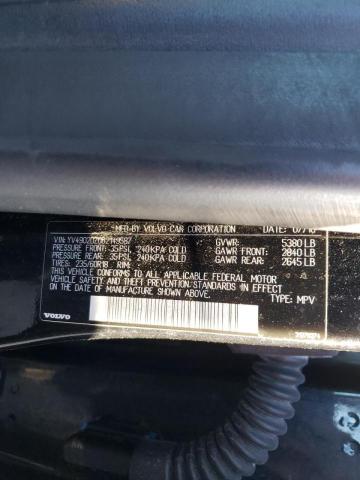 MFD BY VOLVO CAR CORPORATION 07/10
PRESSURE FRONT: 35PSI, 240KPA COLD GVWR: 5380 LB
PRESSURE REAR: 35PSI, 240KPA COLD GAWR FRONT: 2840 LB
TIRES: 235/60R18 RIM: GAWR REAR: 2645 LB
THIS VEHICLE CONFORMS TO ALL APPLICABLE FEDERAL MOTOR
VEHICLE SAFETY AND THEFT PREVENTION STANDARDS IN EFFECT
ON THE DATE OF MANUFACTURE SHOWN ABOVE.
TYPE: MPV
VOLVO